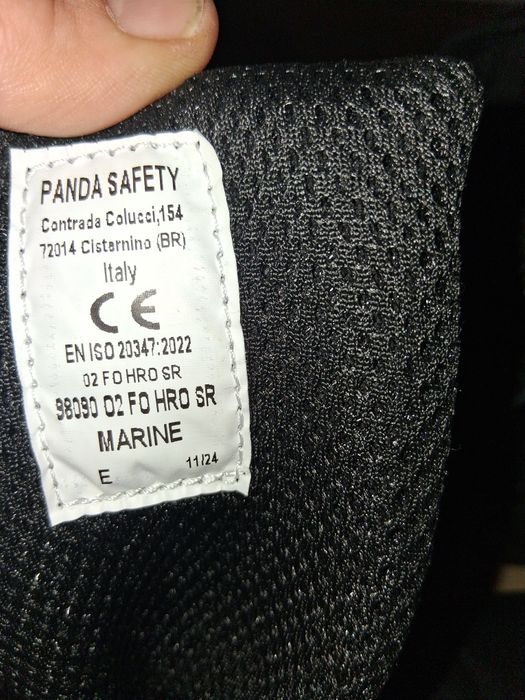 PANDA SAFETY
Contrada Colucci,154
72014 Cisternino (BR)
Italy
CE
EN ISO 20347:2022
02 FO HRO SR
98090 O2 FO HRO SR
MARINE
E 11/24